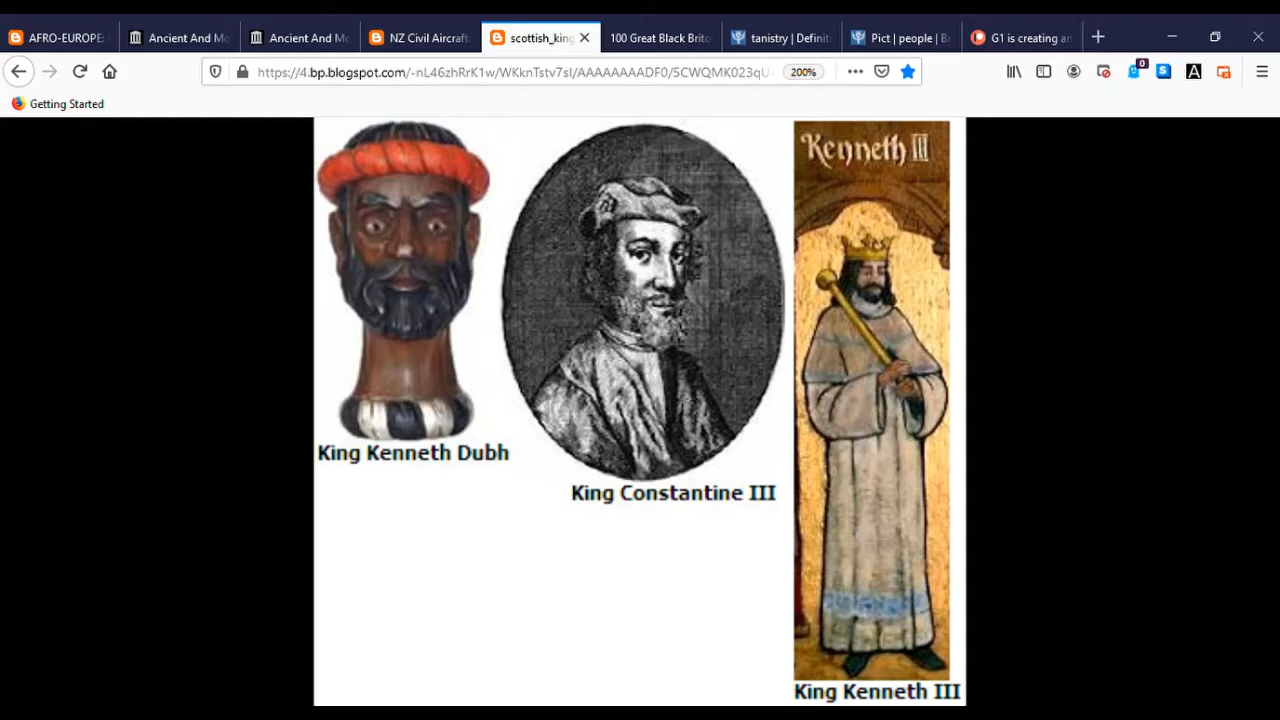 AFRO-EUROPE:
Ancient And Mo
Ancient And Mo
NZ Civil Aircraft:
scottish_king
100 Great Black Brito
tanistry | Definit
Pict | people | Br
G1 is creating an
https://4.bp.blogspot.com/-nL46zhRrK1w/WKknTstv7sI/AAAAAAAADF0/5CWQMK023qU
200%
0
A
Getting Started
Kenneth III
King Kenneth Dubh
King Constantine III
King Kenneth III